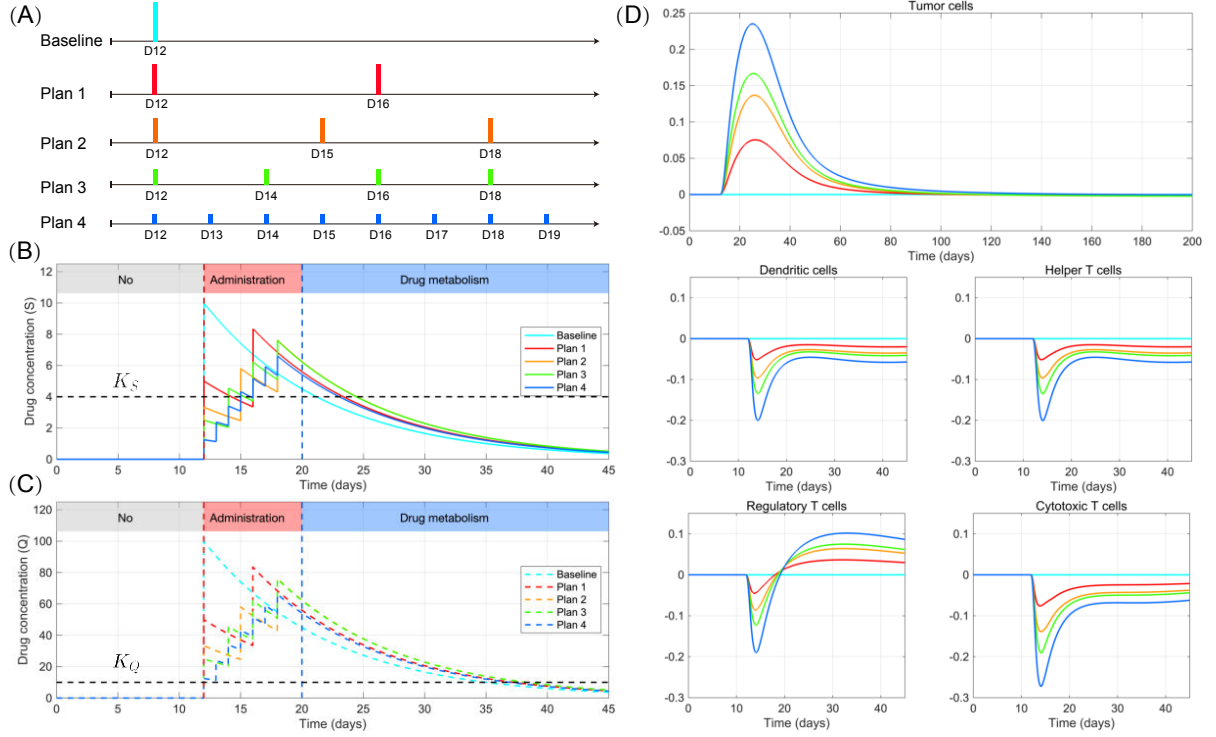 (A)
Baseline
D12
Plan 1
D12 D16
Plan 2
D12 D15 D18
Plan 3
D12 D14 D16 D18
Plan 4
D12 D13 D14 D15 D16 D17 D18 D19
(B)
No Administration Drug metabolism
12
10
8
6
4
2
0
Drug concentration (S)
K_S
Baseline
Plan 1
Plan 2
Plan 3
Plan 4
0 5 10 15 20 25 30 35 40 45
Time (days)
(C)
No Administration Drug metabolism
120
100
80
60
40
20
0
Drug concentration (Q)
K_Q
Baseline
Plan 1
Plan 2
Plan 3
Plan 4
0 5 10 15 20 25 30 35 40 45
Time (days)
(D)
Tumor cells
0.25
0.2
0.15
0.1
0.05
0
-0.05
0 20 40 60 80 100 120 140 160 180 200
Time (days)
Dendritic cells
0.1
0
-0.1
-0.2
-0.3
0 10 20 30 40
Time (days)
Helper T cells
0.1
0
-0.1
-0.2
-0.3
0 10 20 30 40
Time (days)
Regulatory T cells
0.1
0
-0.1
-0.2
-0.3
0 10 20 30 40
Time (days)
Cytotoxic T cells
0.1
0
-0.1
-0.2
-0.3
0 10 20 30 40
Time (days)